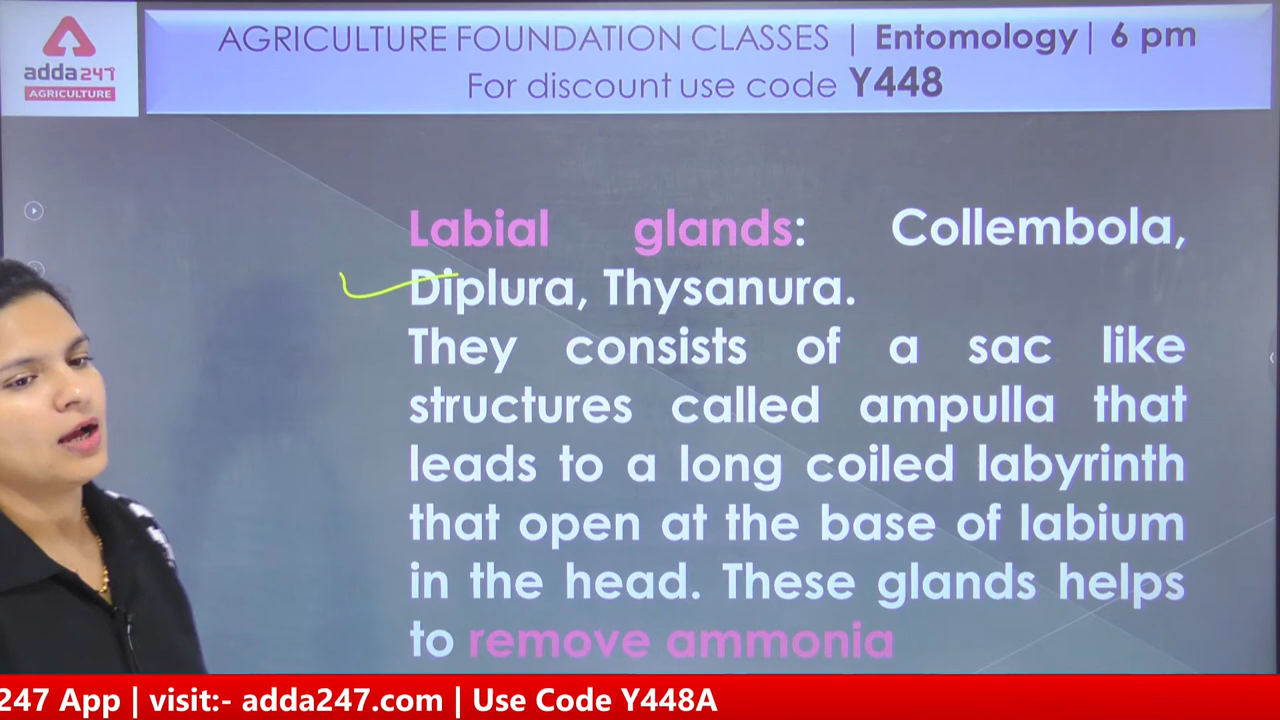 adda247
AGRICULTURE
AGRICULTURE FOUNDATION CLASSES | Entomology| 6 pm
For discount use code Y448
Labial glands: Collembola,
Diplura, Thysanura.
They consists of a sac like
structures called ampulla that
leads to a long coiled labyrinth
that open at the base of labium
in the head. These glands helps
to remove ammonia
247 App | visit:- adda247.com | Use Code Y448A